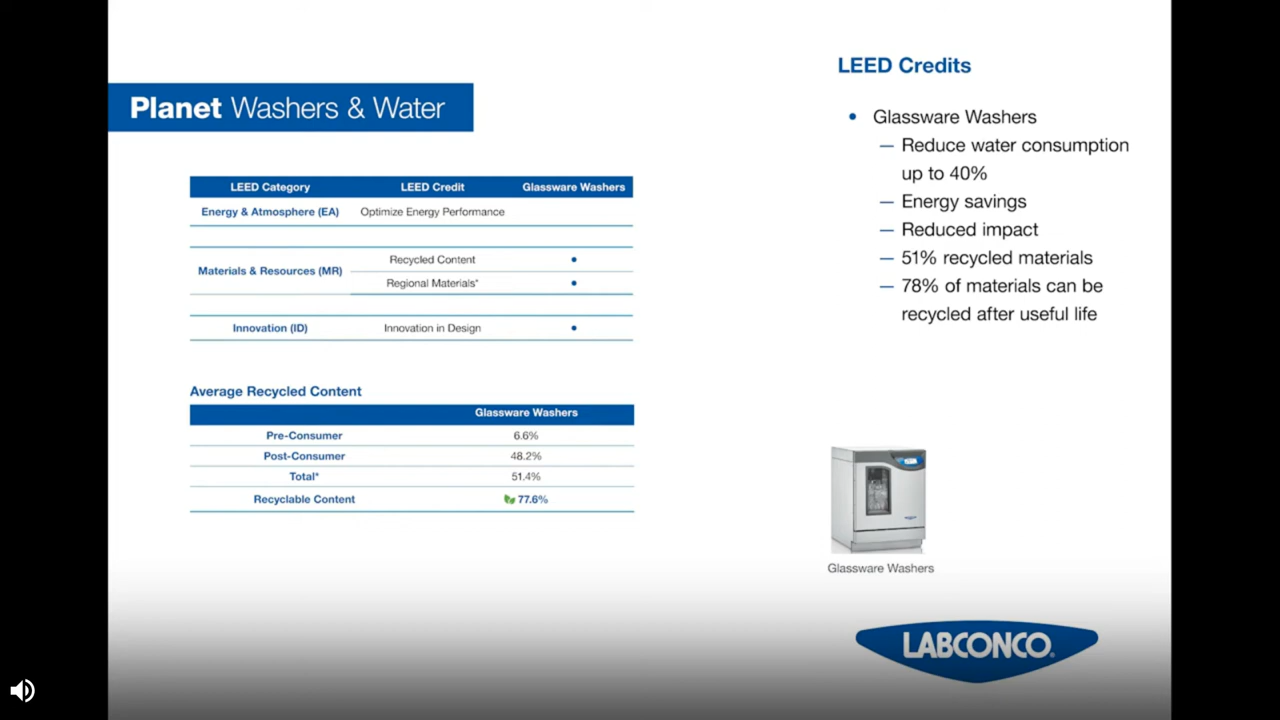 Planet Washers & Water
LEED Category LEED Credit Glassware Washers
Energy & Atmosphere (EA) Optimize Energy Performance
Materials & Resources (MR)
Recycled Content •
Regional Materials* •
Innovation (ID) Innovation in Design •
Average Recycled Content
Glassware Washers
Pre-Consumer 6.6%
Post-Consumer 48.2%
Total* 51.4%
Recyclable Content 77.6%
LEED Credits
• Glassware Washers
— Reduce water consumption
up to 40%
— Energy savings
— Reduced impact
— 51% recycled materials
— 78% of materials can be
recycled after useful life
Glassware Washers
LABCONCO®